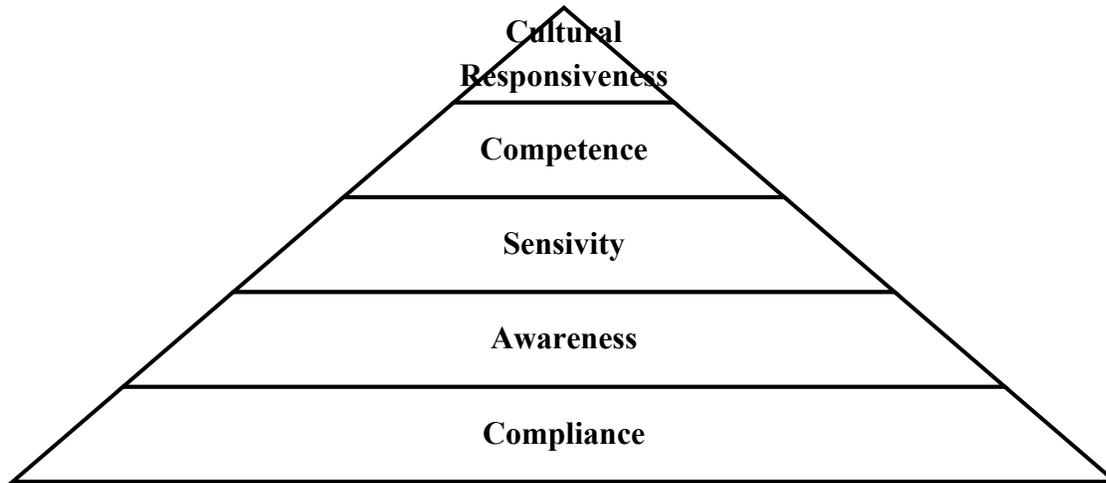 Cultural
Responsiveness
Competence
Sensivity
Awareness
Compliance